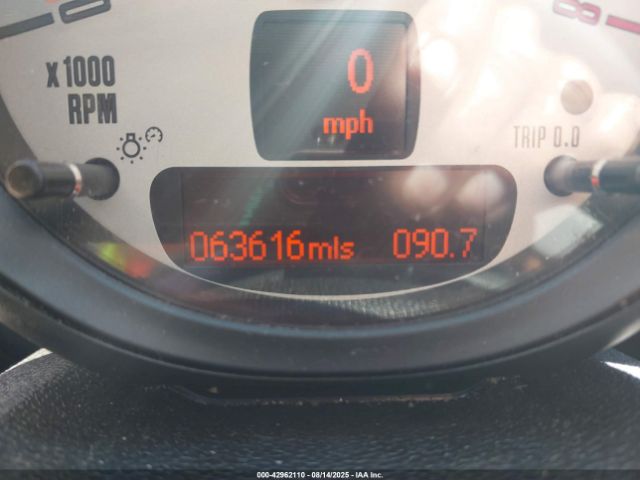 x1000
RPM
0
mph
TRIP 0.0
063616mls 090.7
000-42962110 - 08/14/2025 - IAA Inc.